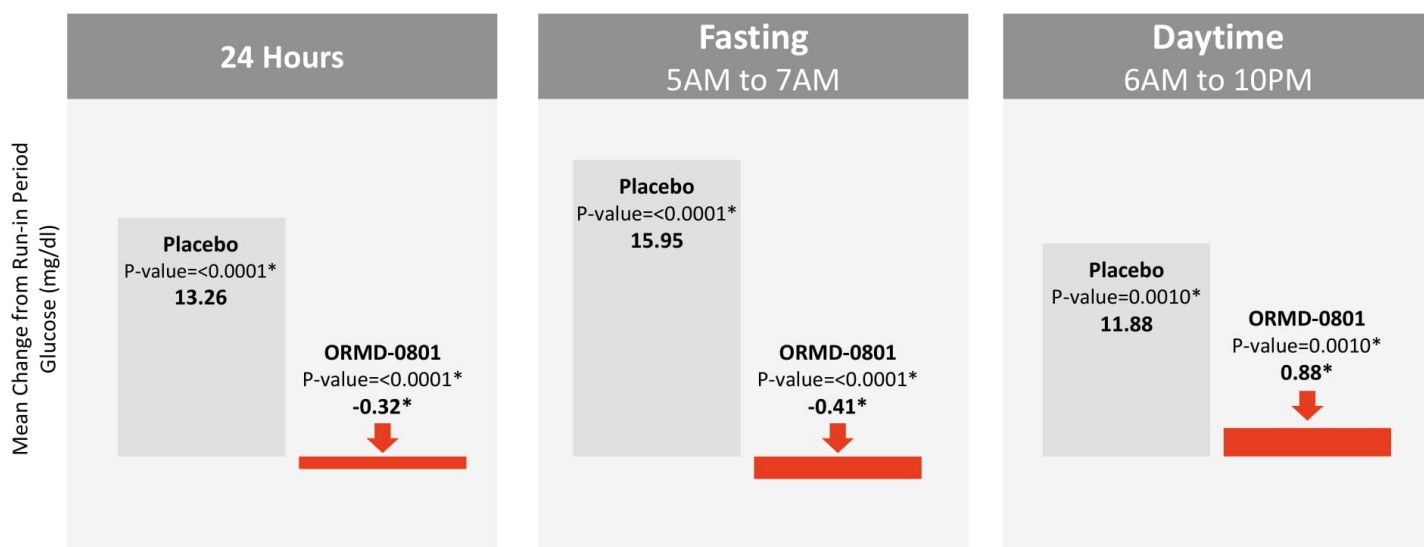 Mean Change from Run-in Period
Glucose (mg/dl)
24 Hours
Placebo
P-value=<0.0001*
13.26
ORMD-0801
P-value=<0.0001*
-0.32*
Fasting
5AM to 7AM
Placebo
P-value=<0.0001*
15.95
ORMD-0801
P-value=<0.0001*
-0.41*
Daytime
6AM to 10PM
Placebo
P-value=0.0010*
11.88
ORMD-0801
P-value=0.0010*
0.88*